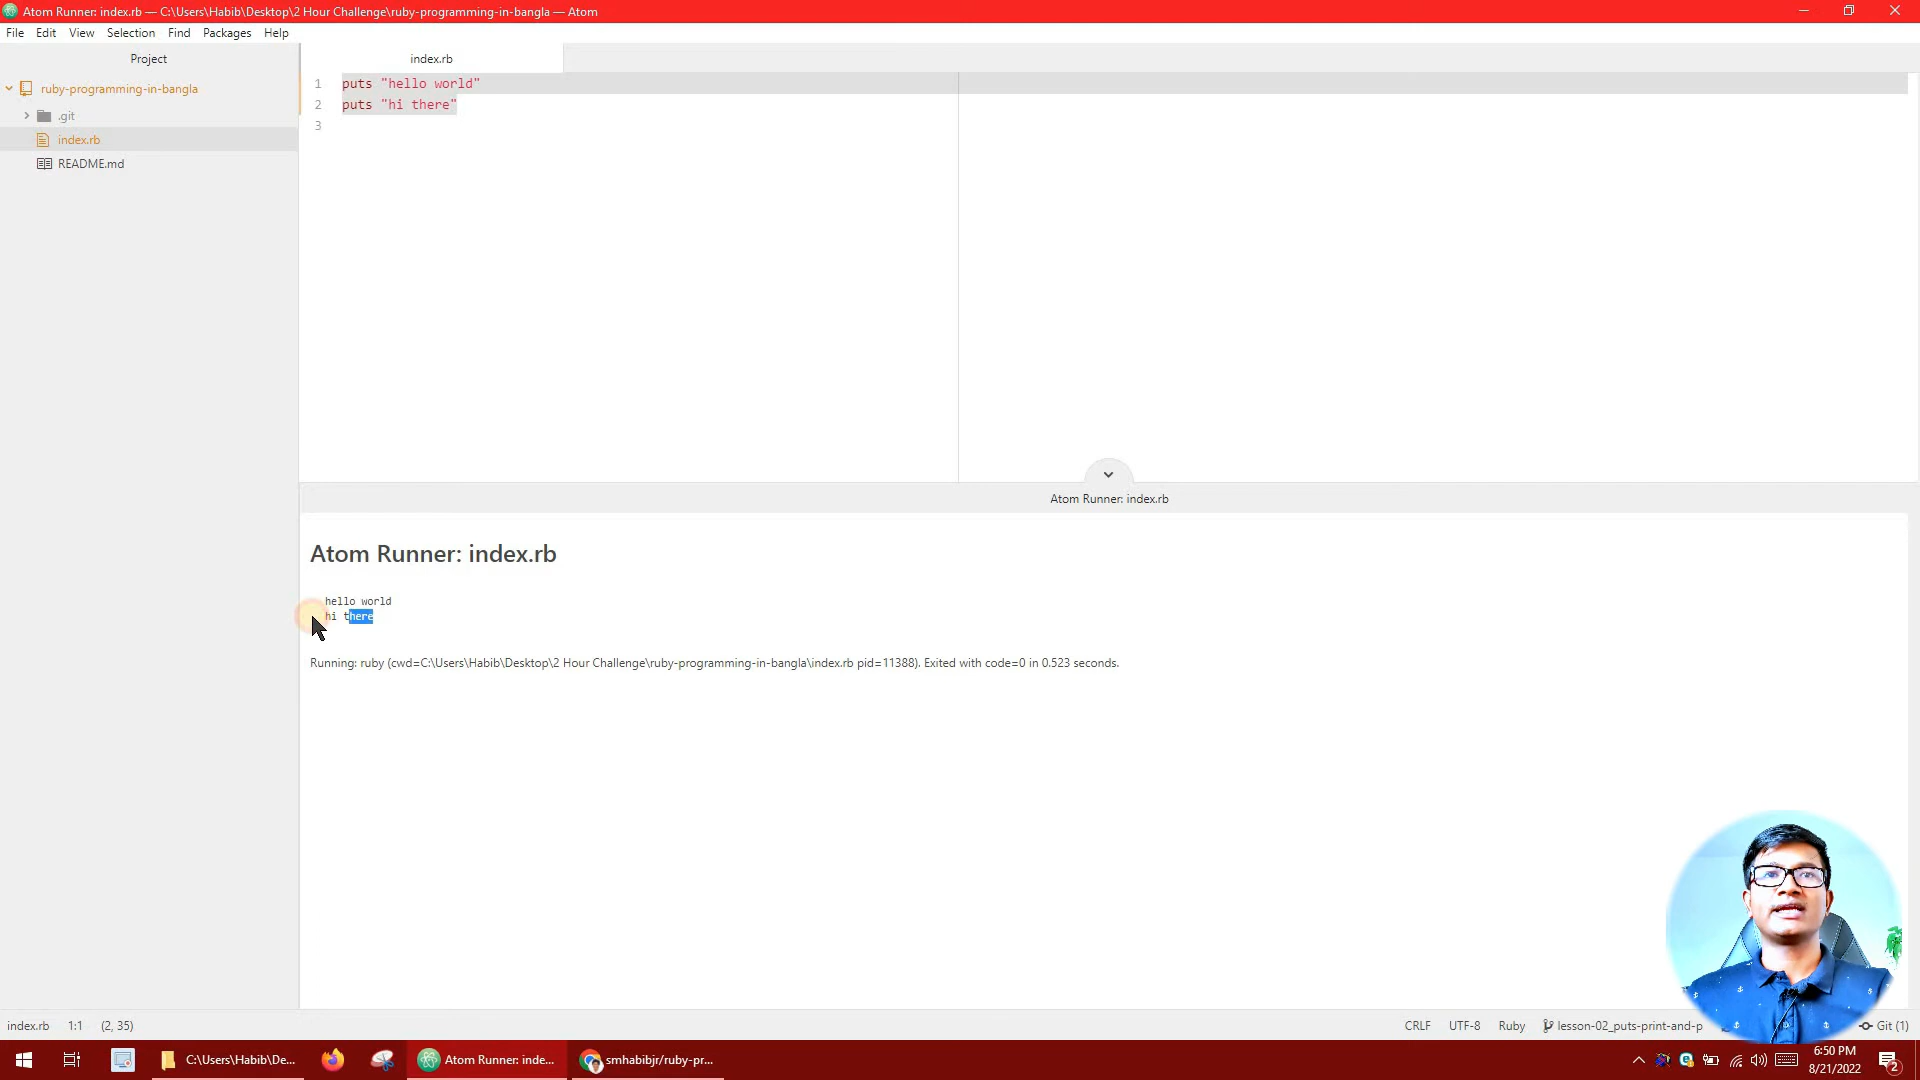 Atom Runner: index.rb — C:\Users\Habib\Desktop\2 Hour Challenge\ruby-programming-in-bangla — Atom
File Edit View Selection Find Packages Help
Project
index.rb
ruby-programming-in-bangla
.git
index.rb
README.md
1 puts "hello world"
2 puts "hi there"
3
Atom Runner: index.rb
Atom Runner: index.rb
hello world
hi there
Running: ruby (cwd=C:\Users\Habib\Desktop\2 Hour Challenge\ruby-programming-in-bangla\index.rb pid=11388). Exited with code=0 in 0.523 seconds.
index.rb 1:1 (2, 35)
CRLF UTF-8 Ruby lesson-02_puts-print-and-p Git (1)
C:\Users\Habib\De...
Atom Runner: inde...
smhabibjr/ruby-pr...
6:50 PM
8/21/2022
2